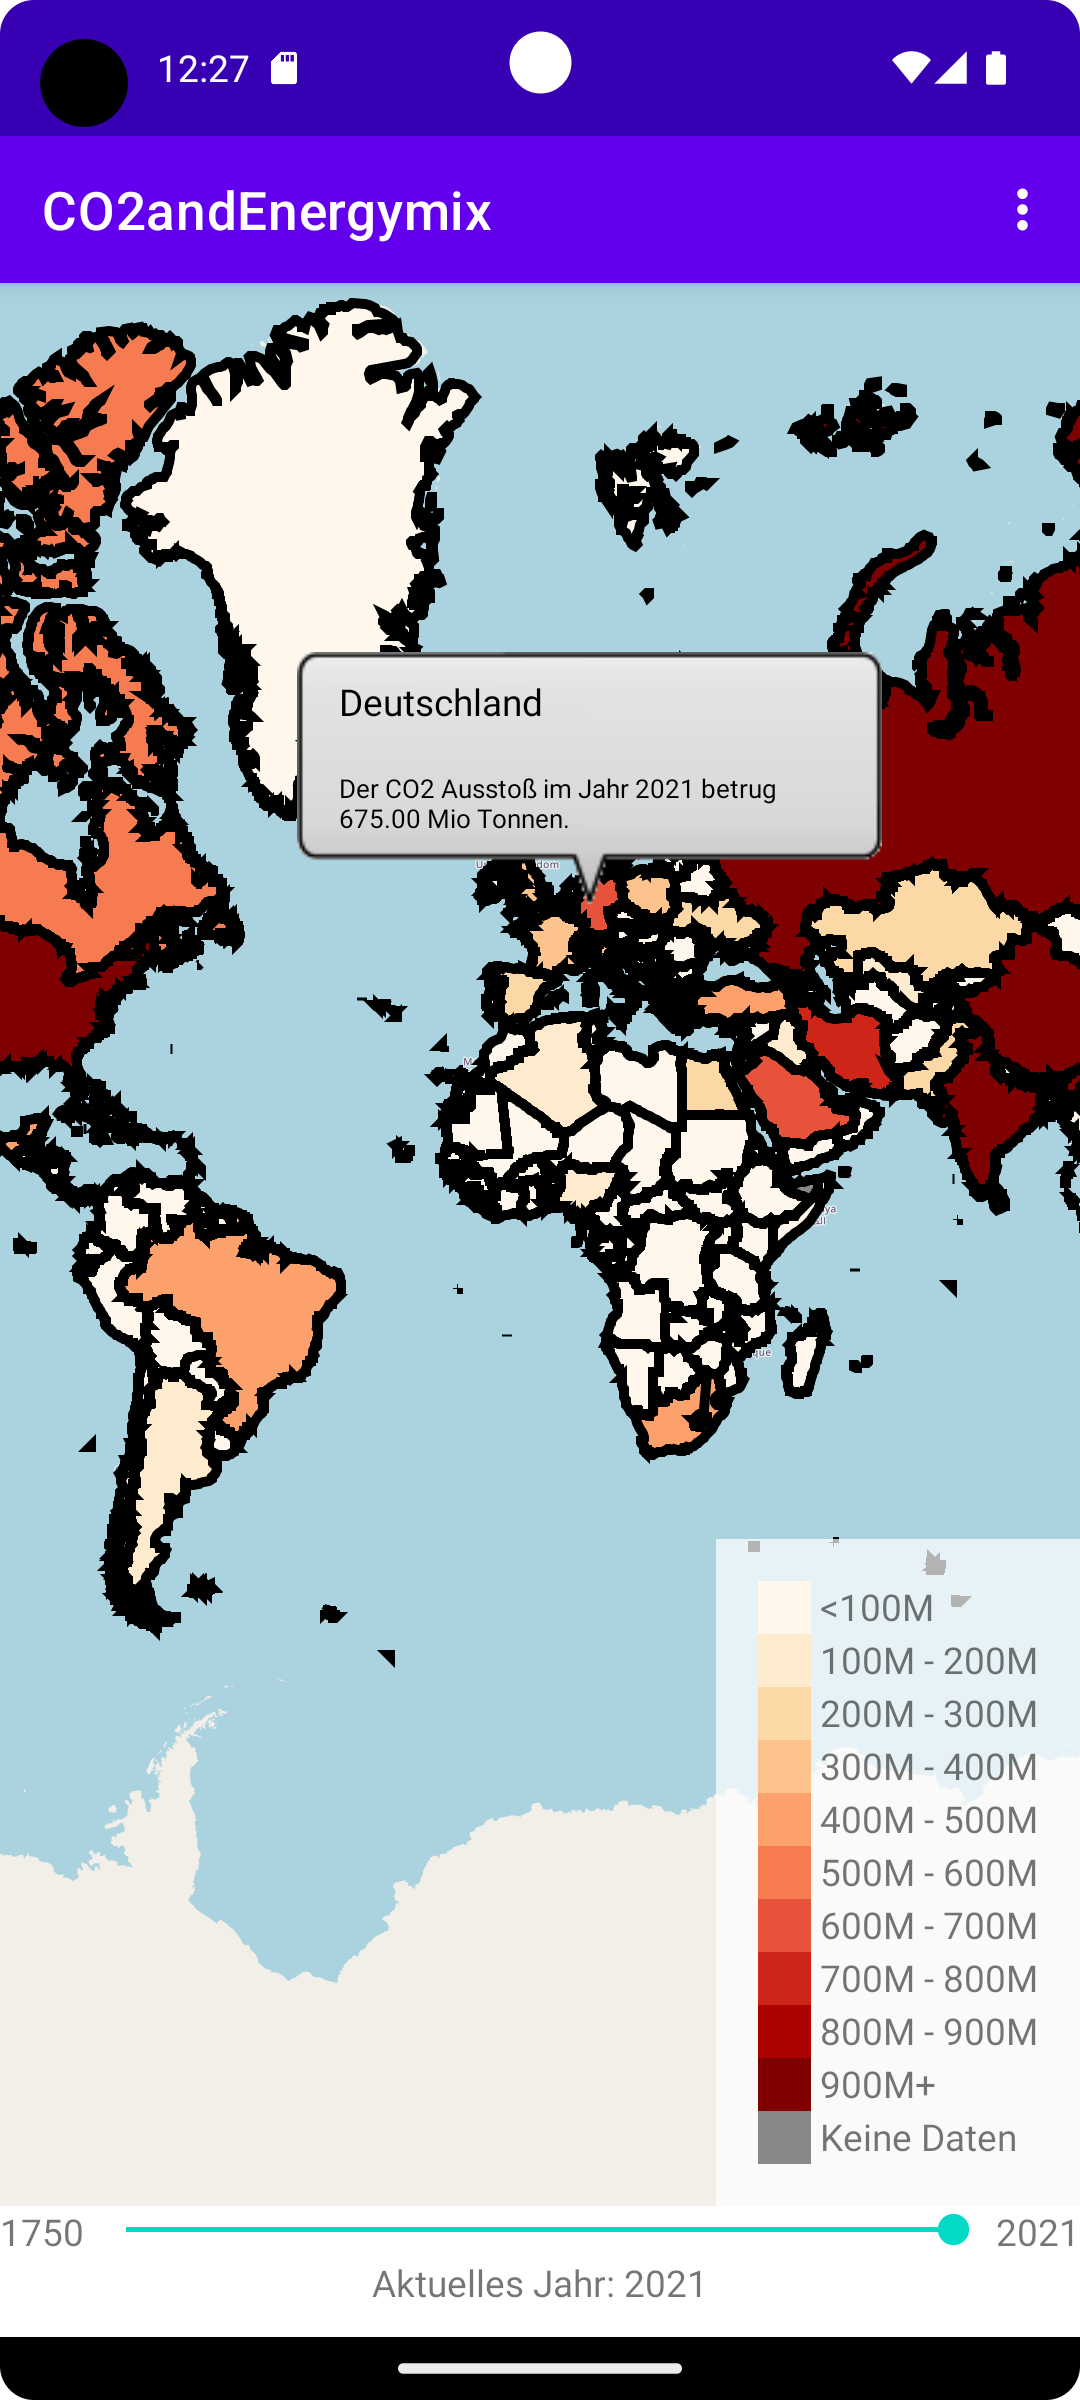 12:27
CO2andEnergymix
Deutschland
Der CO2 Ausstoß im Jahr 2021 betrug
675.00 Mio Tonnen.
<100M
100M - 200M
200M - 300M
300M - 400M
400M - 500M
500M - 600M
600M - 700M
700M - 800M
800M - 900M
900M+
Keine Daten
1750
2021
Aktuelles Jahr: 2021